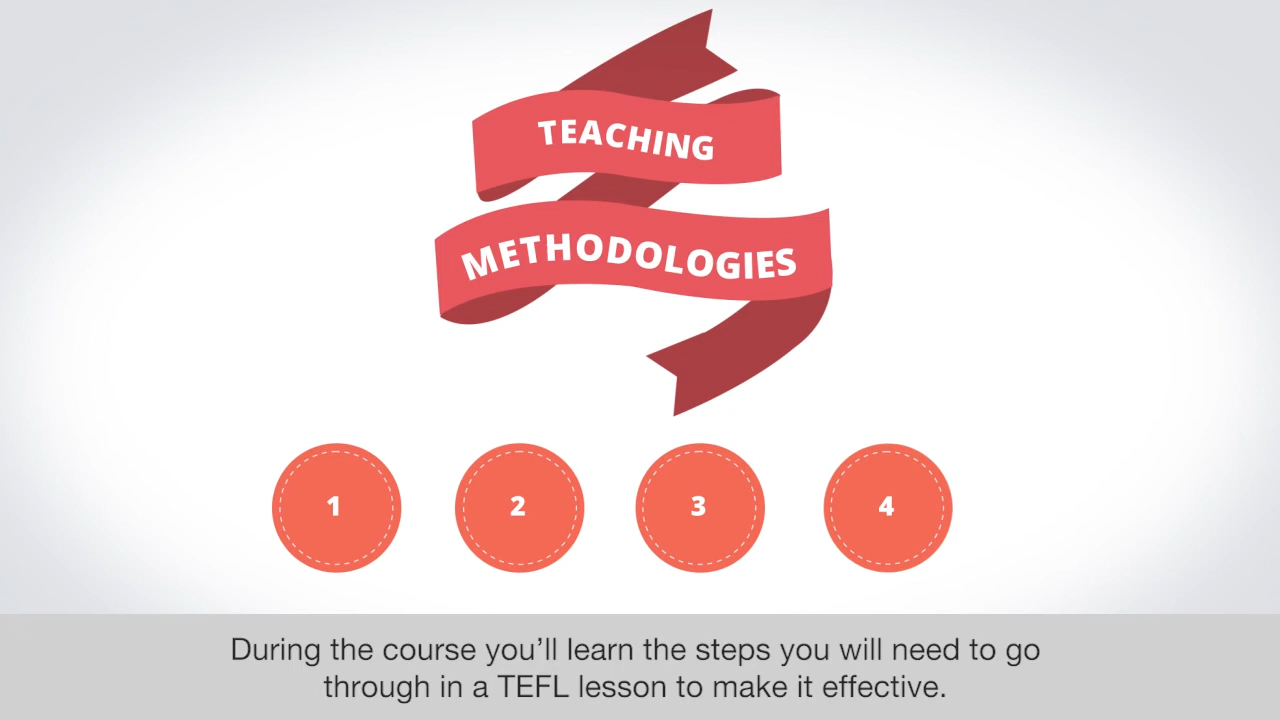 TEACHING
METHODOLOGIES
1 2 3 4
During the course you’ll learn the steps you will need to go
through in a TEFL lesson to make it effective.